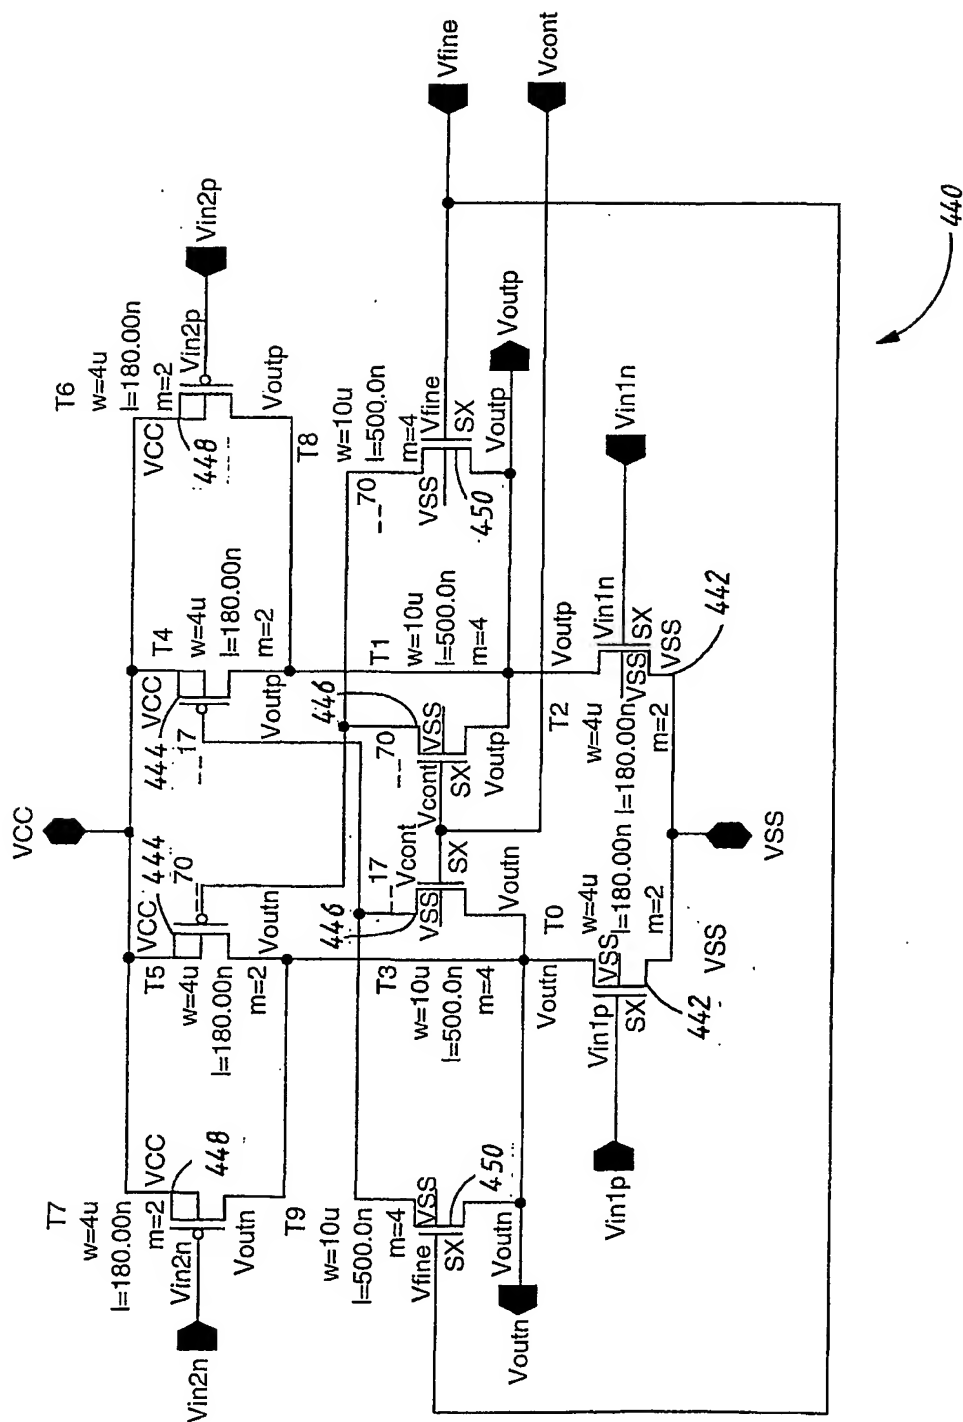 VCC
T7
w=4u
l=180.00n
m=2
VCC
448
Vin2n
Vin2n
Voutn
T5
w=4u
l=180.00n
m=2
VCC
444
70
Voutn
T4
w=4u
l=180.00n
m=2
VCC
444
17
Voutp
T6
w=4u
l=180.00n
m=2
VCC
448
Vin2p
Vin2p
Voutp
T9
w=10u
l=500.0n
m=4
Vfine
VSS
SX
450
Voutn
Voutn
T3
w=10u
l=500.0n
m=4
446
VSS
17
Vcont
SX
Voutn
T1
w=10u
l=500.0n
m=4
446
VSS
70
Vcont
SX
Voutp
T8
w=10u
l=500.0n
m=4
70
VSS
Vfine
SX
450
Voutp
Voutp
Vfine
Vcont
T0
w=4u
l=180.00n
m=2
Voutn
VSS
Vin1p
SX
VSS
442
Vin1p
T2
w=4u
l=180.00n
m=2
Voutp
Vin1n
SX
VSS
VSS
442
Vin1n
VSS
440